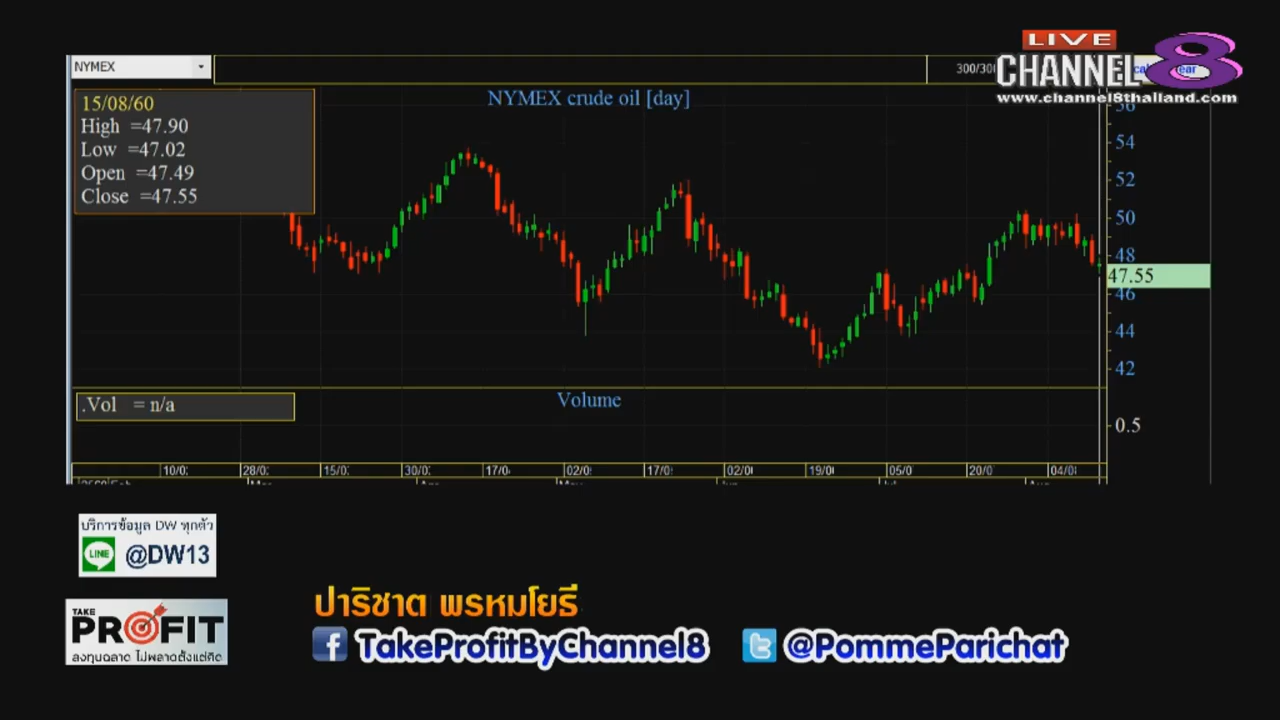 LIVE
CHANNEL 8
www.channel8thailand.com
NYMEX
300/300
15/08/60
High =47.90
Low =47.02
Open =47.49
Close =47.55
NYMEX crude oil [day]
56
54
52
50
48
47.55
46
44
42
.Vol = n/a
Volume
0.5
10/0
28/0
15/0
30/0
17/0
02/0
17/0
02/0
19/0
05/0
20/0
04/0
บริการข้อมูล DW ทุกตัว
LINE @DW13
TAKE
PROFIT
ลงทุนฉลาด ไม่พลาดตั้งแต่คิด
ปาริชาต พรหมโยธี
TakeProfitByChannel8
@PommeParichat